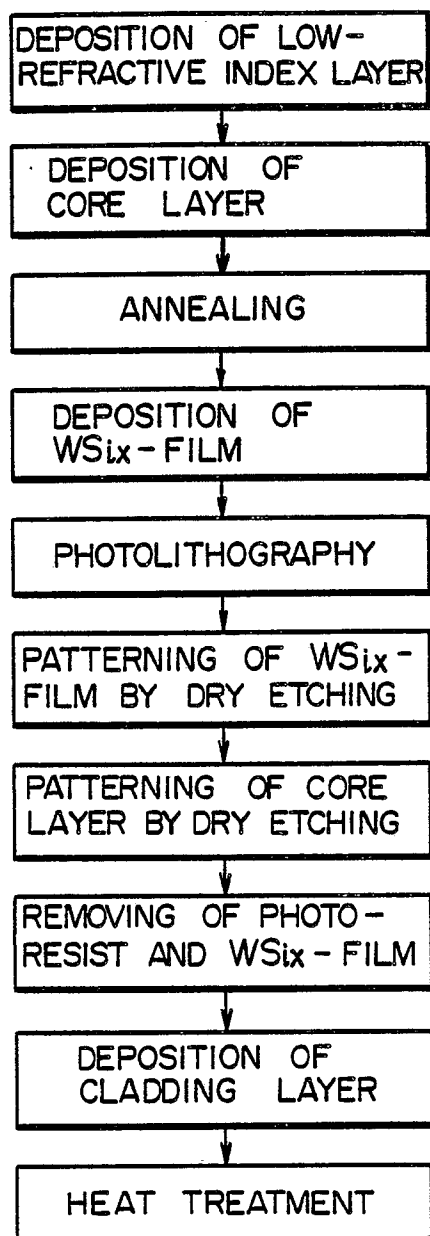 DEPOSITION OF LOW-
REFRACTIVE INDEX LAYER
DEPOSITION OF
CORE LAYER
ANNEALING
DEPOSITION OF
WSix-FILM
PHOTOLITHOGRAPHY
PATTERNING OF WSix-
FILM BY DRY ETCHING
PATTERNING OF CORE
LAYER BY DRY ETCHING
REMOVING OF PHOTO-
RESIST AND WSix-FILM
DEPOSITION OF
CLADDING LAYER
HEAT TREATMENT